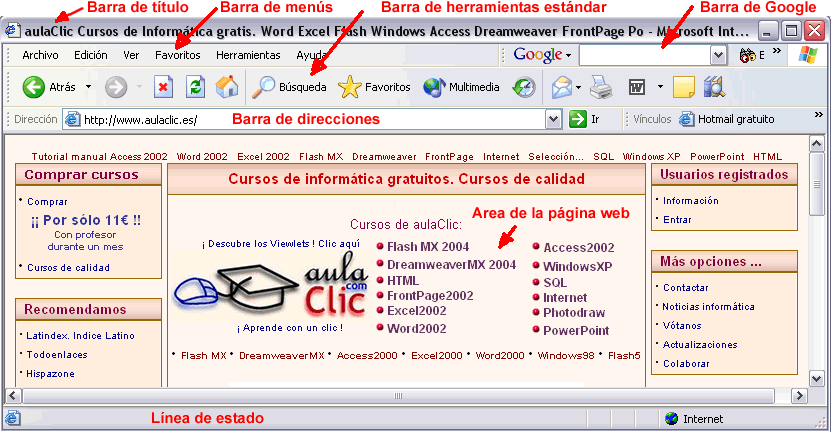 Barra de título Barra de menús Barra de herramientas estándar Barra de Google
aulaClic Cursos de Informática gratis. Word Excel Flash Windows Access Dreamweaver FrontPage Po - Microsoft Int...
Archivo Edición Ver Favoritos Herramientas Ayuda Google E »
Atrás Búsqueda Favoritos Multimedia
Dirección http://www.aulaclic.es/ Barra de direcciones Ir Vínculos Hotmail gratuito »
Tutorial manual Access 2002 Word 2002 Excel 2002 Flash MX Dreamweaver FrontPage Internet Selección... SQL Windows XP PowerPoint HTML
Comprar cursos
• Comprar
¡¡ Por sólo 11€ !!
Con profesor
durante un mes
• Cursos de calidad
Recomendamos
• Latindex. Indice Latino
• Todoenlaces
• Hispazone
Cursos de informática gratuitos. Cursos de calidad
Area de la página web
Cursos de aulaClic:
¡ Descubre los Viewlets ! Clic aquí
aula
.com
Clic
¡ Aprende con un clic !
• Flash MX 2004
• DreamweaverMX 2004
• HTML
• FrontPage2002
• Excel2002
• Word2002
• Access2002
• WindowsXP
• SQL
• Internet
• Photodraw
• PowerPoint
• Flash MX • DreamweaverMX • Access2000 • Excel2000 • Word2000 • Windows98 • Flash5
Usuarios registrados
• Información
• Entrar
Más opciones ...
• Contactar
• Noticias informática
• Vótanos
• Actualizaciones
• Colaborar
Línea de estado Internet